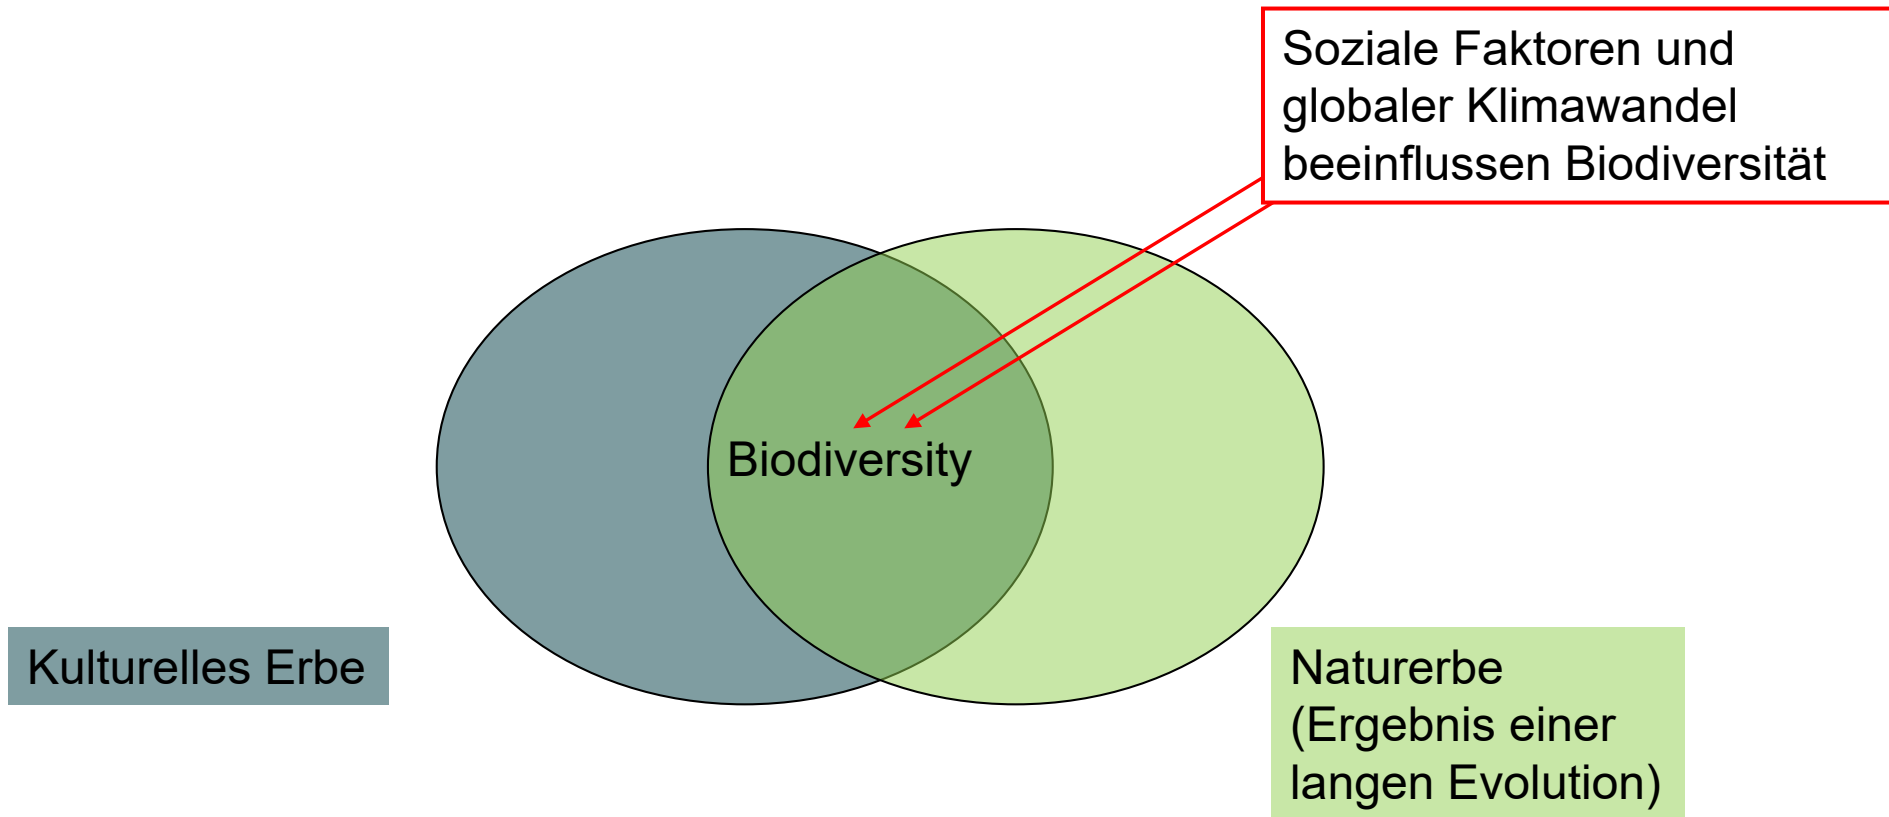 Soziale Faktoren und
globaler Klimawandel
beeinflussen Biodiversität
Biodiversity
Kulturelles Erbe
Naturerbe
(Ergebnis einer
langen Evolution)